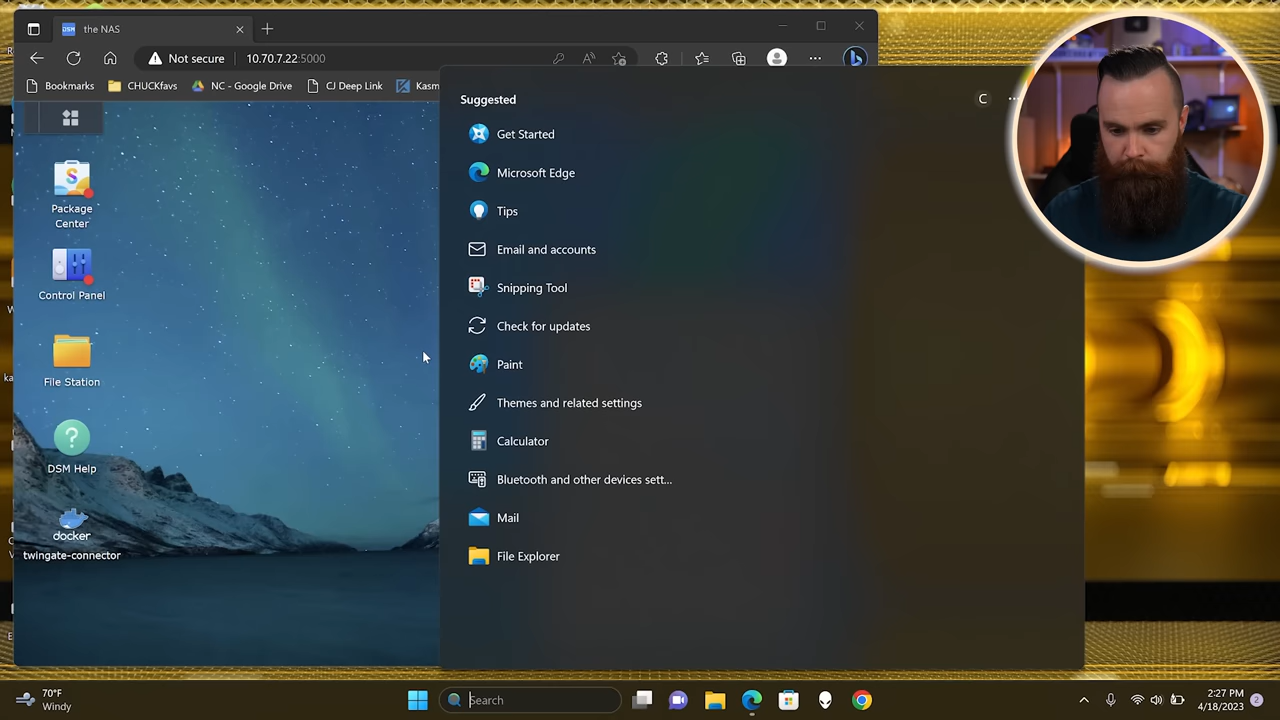 DSM the NAS
Not secure 10.70.7.22:5000
Bookmarks CHUCKfavs NC - Google Drive CJ Deep Link Kasm
Suggested
C
Get Started
Microsoft Edge
Tips
Email and accounts
Snipping Tool
Check for updates
Paint
Themes and related settings
Calculator
Bluetooth and other devices sett...
Mail
File Explorer
Package
Center
Control Panel
File Station
DSM Help
docker
twingate-connector
70°F
Windy
Search
2:27 PM
4/18/2023
2